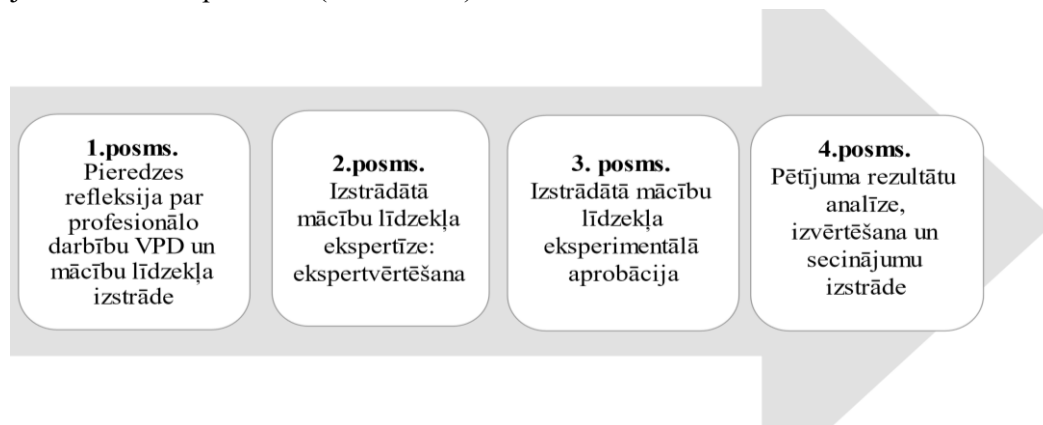 1.posms.
Pieredzes
refleksija par
profesionālo
darbību VPD un
mācību līdzekļa
izstrāde
2.posms.
Izstrādātā
mācību līdzekļa
ekspertīze:
ekspertvērtēšana
3. posms.
Izstrādātā mācību
līdzekļa
eksperimentālā
aprobācija
4.posms.
Pētījuma rezultātu
analīze,
izvērtēšana un
secinājumu
izstrāde